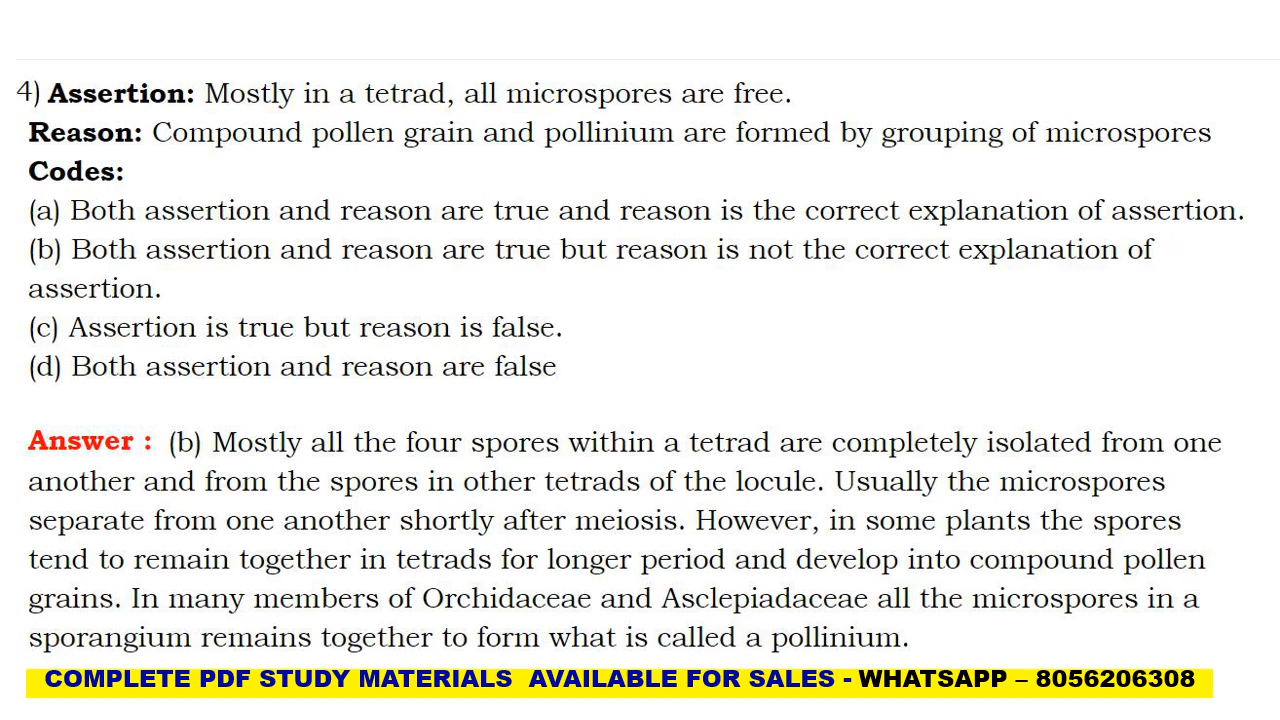 4) Assertion: Mostly in a tetrad, all microspores are free.
Reason: Compound pollen grain and pollinium are formed by grouping of microspores
Codes:
(a) Both assertion and reason are true and reason is the correct explanation of assertion.
(b) Both assertion and reason are true but reason is not the correct explanation of
assertion.
(c) Assertion is true but reason is false.
(d) Both assertion and reason are false
Answer : (b) Mostly all the four spores within a tetrad are completely isolated from one
another and from the spores in other tetrads of the locule. Usually the microspores
separate from one another shortly after meiosis. However, in some plants the spores
tend to remain together in tetrads for longer period and develop into compound pollen
grains. In many members of Orchidaceae and Asclepiadaceae all the microspores in a
sporangium remains together to form what is called a pollinium.
COMPLETE PDF STUDY MATERIALS AVAILABLE FOR SALES - WHATSAPP – 8056206308